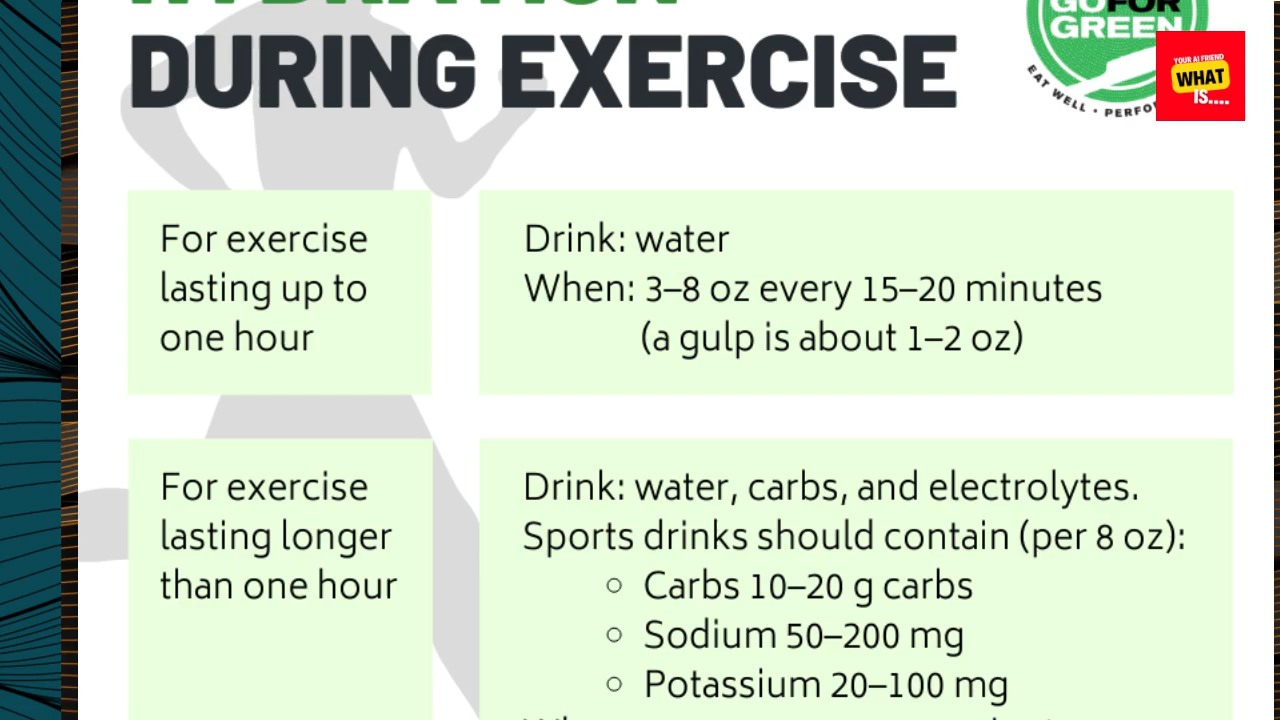 HYDRATION
DURING EXERCISE
GOFOR
GREEN
EAT WELL • PERFO
YOUR AI FRIEND
WHAT
IS....
For exercise
lasting up to
one hour
Drink: water
When: 3–8 oz every 15–20 minutes
(a gulp is about 1–2 oz)
For exercise
lasting longer
than one hour
Drink: water, carbs, and electrolytes.
Sports drinks should contain (per 8 oz):
○ Carbs 10–20 g carbs
○ Sodium 50–200 mg
○ Potassium 20–100 mg